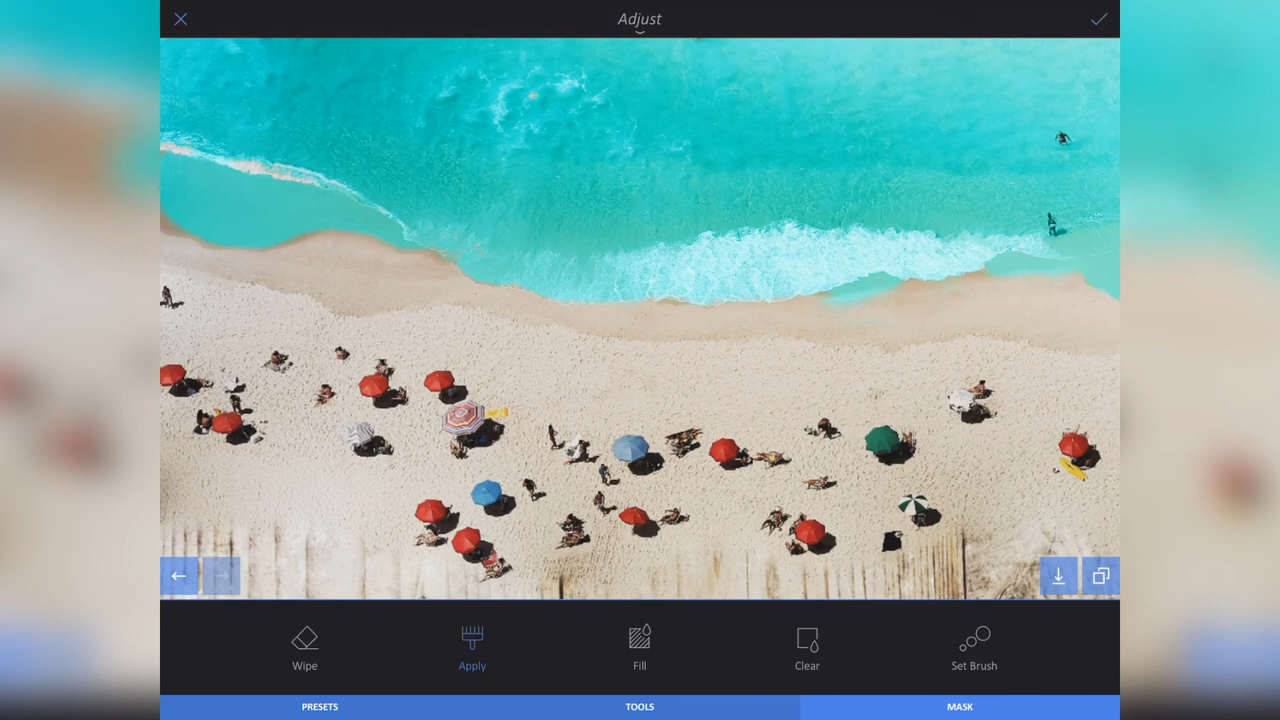 Adjust
Wipe
Apply
Fill
Clear
Set Brush
PRESETS
TOOLS
MASK